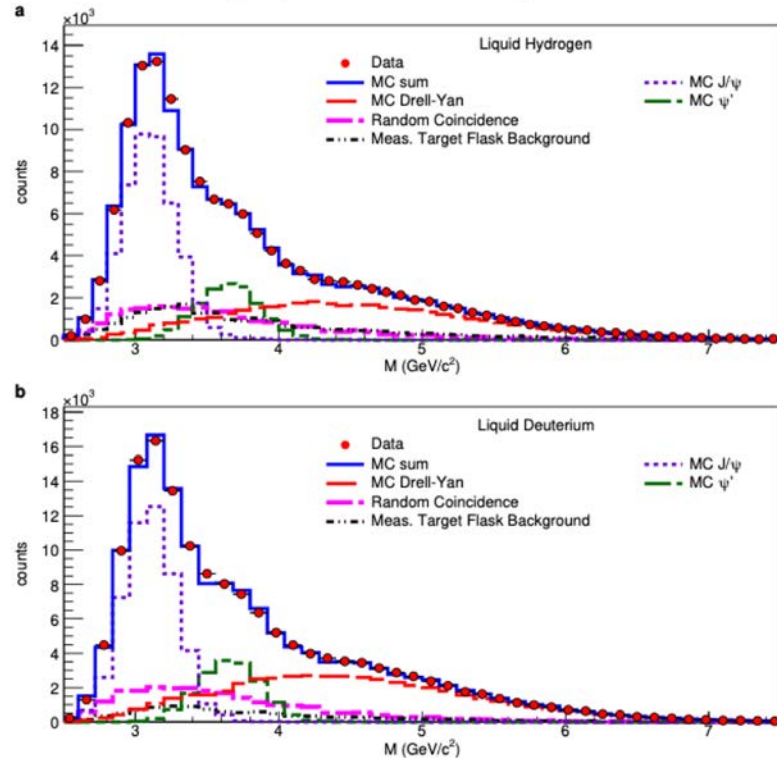 a
×10³
Liquid Hydrogen
Data
MC sum
MC Drell-Yan
Random Coincidence
Meas. Target Flask Background
MC J/ψ
MC ψ'
counts
14
12
10
8
6
4
2
0
3 4 5 6 7
M (GeV/c²)
b
×10³
Liquid Deuterium
Data
MC sum
MC Drell-Yan
Random Coincidence
Meas. Target Flask Background
MC J/ψ
MC ψ'
counts
18
16
14
12
10
8
6
4
2
0
3 4 5 6 7
M (GeV/c²)